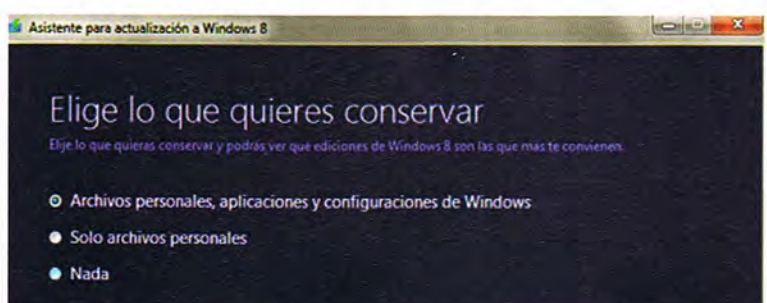 Asistente para actualización a Windows 8
Elige lo que quieres conservar
Elije lo que quieras conservar y podrás ver qué ediciones de Windows 8 son las que mas te convienen.
Archivos personales, aplicaciones y configuraciones de Windows
Solo archivos personales
Nada